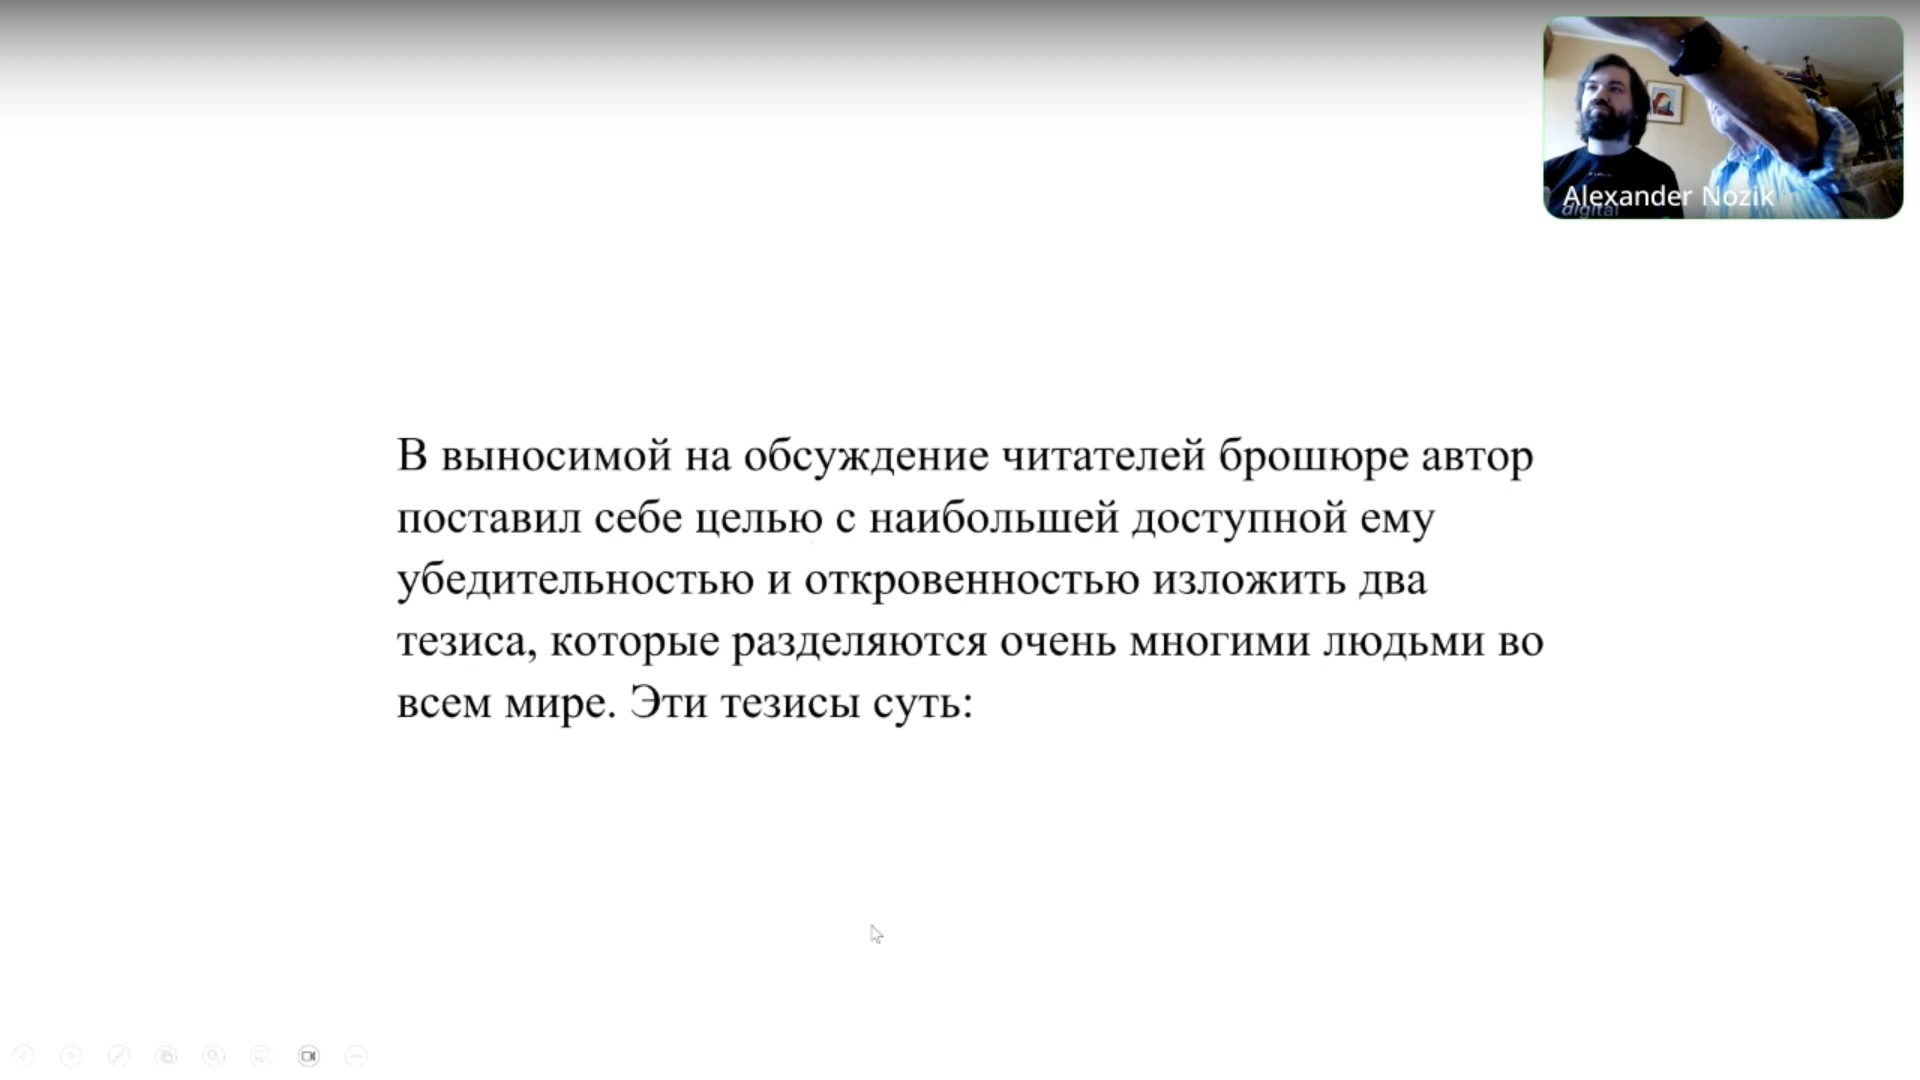 Alexander Nozik
digital
В выносимой на обсуждение читателей брошюре автор
поставил себе целью с наибольшей доступной ему
убедительностью и откровенностью изложить два
тезиса, которые разделяются очень многими людьми во
всем мире. Эти тезисы суть: